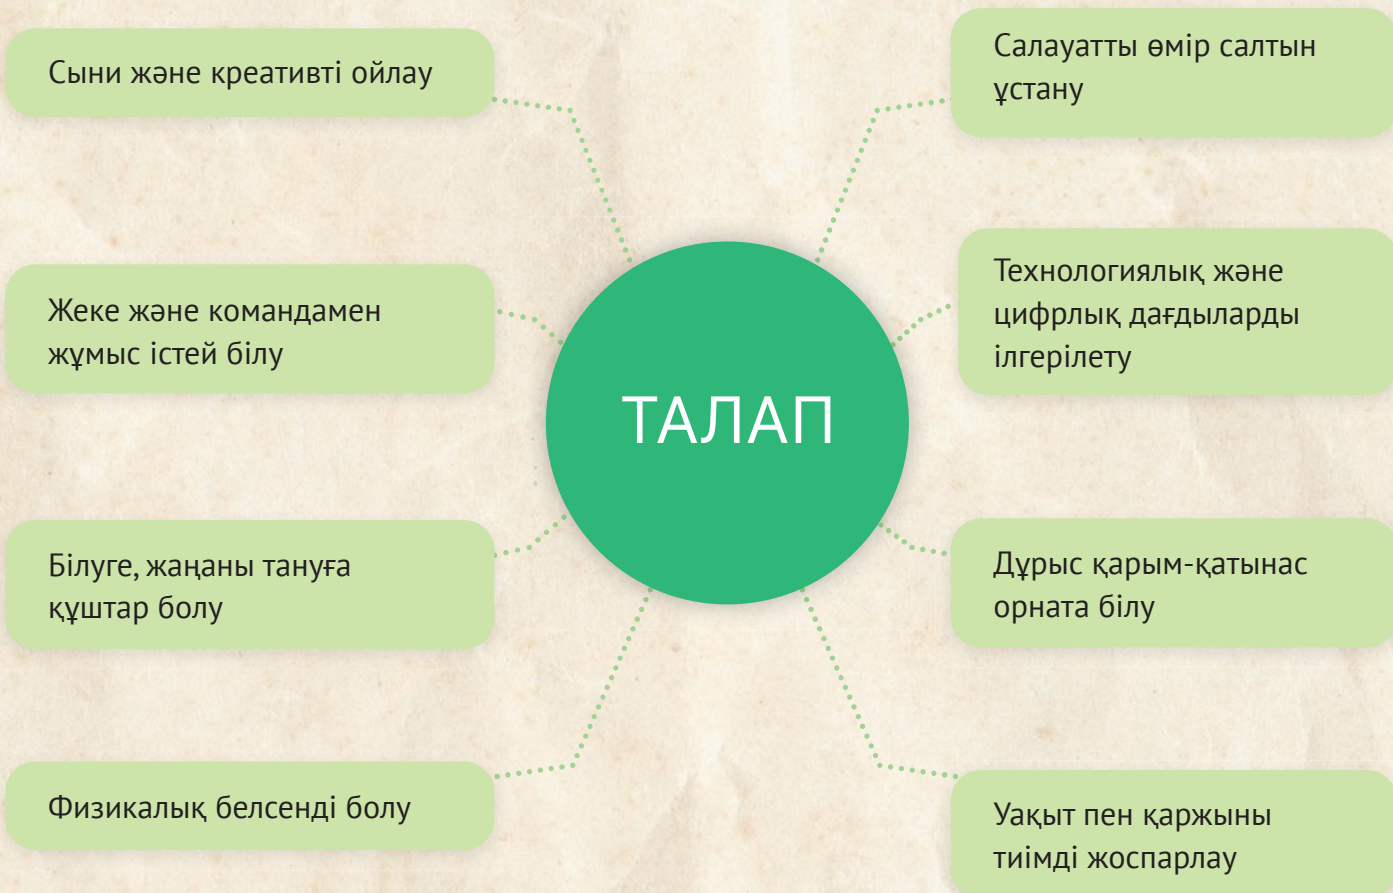 Сыни және креативті ойлау
Жеке және командамен
жұмыс істей білу
Білуге, жаңаны тануға
құштар болу
Физикалық белсенді болу
ТАЛАП
Салауатты өмір салтын
ұстану
Технологиялық және
цифрлық дағдыларды
ілгерілету
Дұрыс қарым-қатынас
орната білу
Уақыт пен қаржыны
тиімді жоспарлау